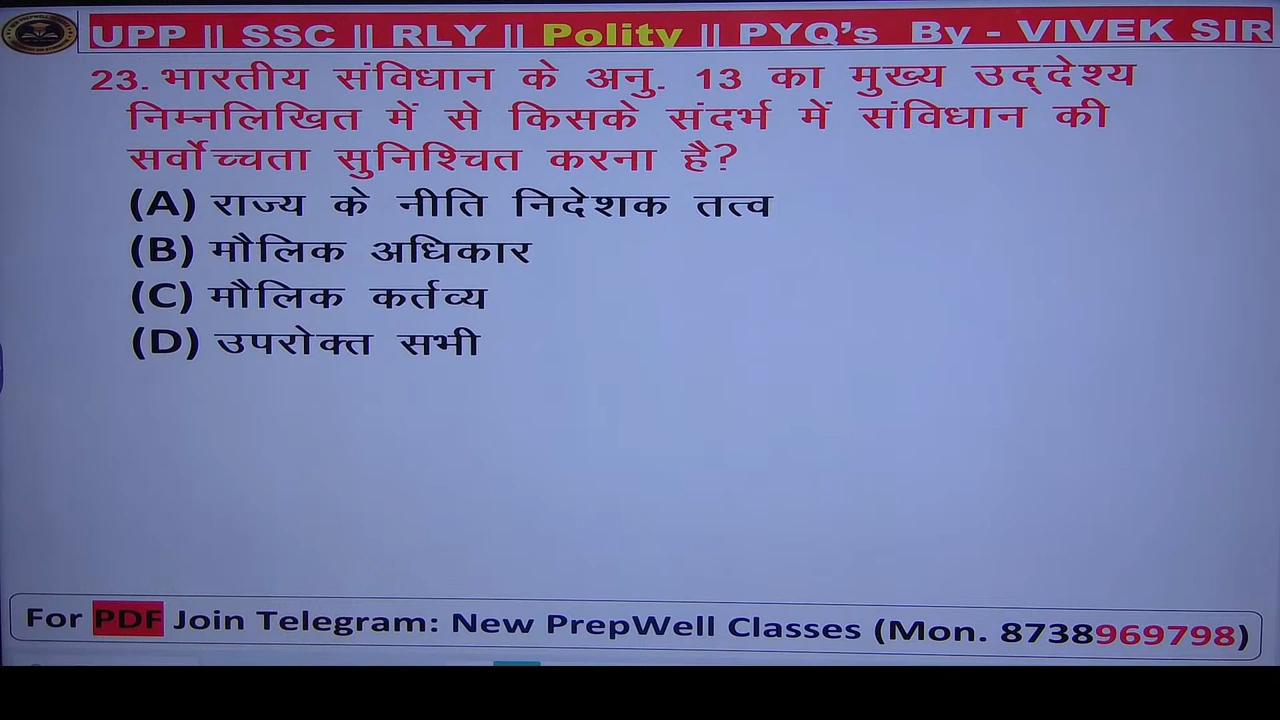 UPP || SSC || RLY || Polity || PYQ's By - VIVEK SIR
23. भारतीय संविधान के अनु. 13 का मुख्य उद्देश्य
निम्नलिखित में से किसके संदर्भ में संविधान की
सर्वोच्चता सुनिश्चित करना है?
(A) राज्य के नीति निदेशक तत्व
(B) मौलिक अधिकार
(C) मौलिक कर्तव्य
(D) उपरोक्त सभी
For PDF Join Telegram: New PrepWell Classes (Mon. 8738969798)